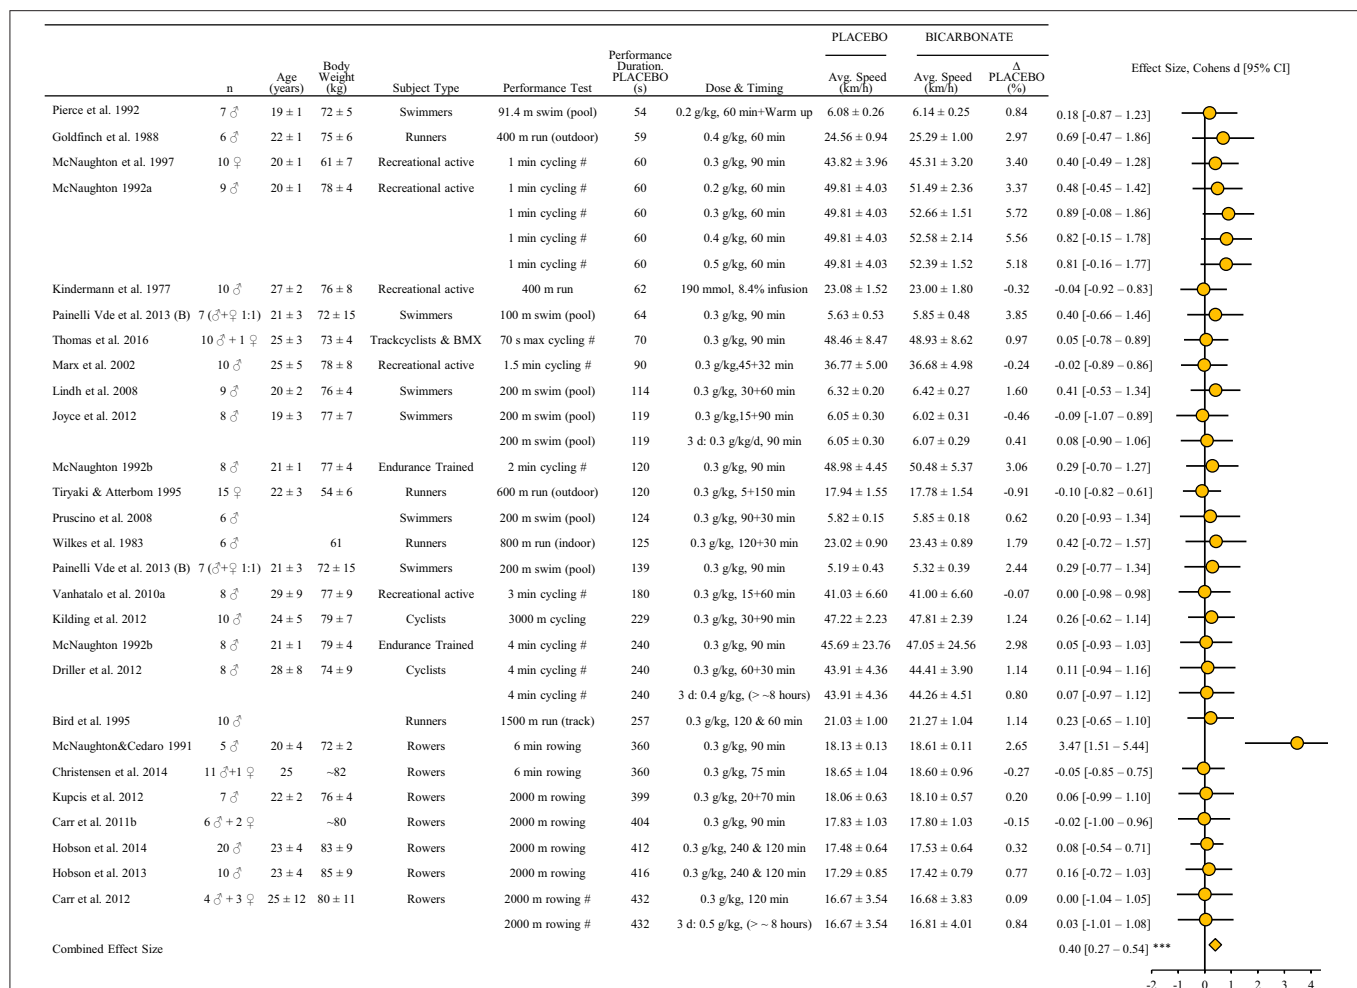 PLACEBO BICARBONATE
n Age (years) Body Weight (kg) Subject Type Performance Test Performance Duration. PLACEBO (s) Dose & Timing Avg. Speed (km/h) Avg. Speed (km/h) Δ PLACEBO (%) Effect Size, Cohens d [95% CI]
Pierce et al. 1992 7 ♂ 19 ± 1 72 ± 5 Swimmers 91.4 m swim (pool) 54 0.2 g/kg, 60 min+Warm up 6.08 ± 0.26 6.14 ± 0.25 0.84 0.18 [-0.87 – 1.23]
Goldfinch et al. 1988 6 ♂ 22 ± 1 75 ± 6 Runners 400 m run (outdoor) 59 0.4 g/kg, 60 min 24.56 ± 0.94 25.29 ± 1.00 2.97 0.69 [-0.47 – 1.86]
McNaughton et al. 1997 10 ♀ 20 ± 1 61 ± 7 Recreational active 1 min cycling # 60 0.3 g/kg, 90 min 43.82 ± 3.96 45.31 ± 3.20 3.40 0.40 [-0.49 – 1.28]
McNaughton 1992a 9 ♂ 20 ± 1 78 ± 4 Recreational active 1 min cycling # 60 0.2 g/kg, 60 min 49.81 ± 4.03 51.49 ± 2.36 3.37 0.48 [-0.45 – 1.42]
1 min cycling # 60 0.3 g/kg, 60 min 49.81 ± 4.03 52.66 ± 1.51 5.72 0.89 [-0.08 – 1.86]
1 min cycling # 60 0.4 g/kg, 60 min 49.81 ± 4.03 52.58 ± 2.14 5.56 0.82 [-0.15 – 1.78]
1 min cycling # 60 0.5 g/kg, 60 min 49.81 ± 4.03 52.39 ± 1.52 5.18 0.81 [-0.16 – 1.77]
Kindermann et al. 1977 10 ♂ 27 ± 2 76 ± 8 Recreational active 400 m run 62 190 mmol, 8.4% infusion 23.08 ± 1.52 23.00 ± 1.80 -0.32 -0.04 [-0.92 – 0.83]
Painelli Vde et al. 2013 (B) 7 (♂+♀ 1:1) 21 ± 3 72 ± 15 Swimmers 100 m swim (pool) 64 0.3 g/kg, 90 min 5.63 ± 0.53 5.85 ± 0.48 3.85 0.40 [-0.66 – 1.46]
Thomas et al. 2016 10 ♂ + 1 ♀ 25 ± 3 73 ± 4 Trackcyclists & BMX 70 s max cycling # 70 0.3 g/kg, 90 min 48.46 ± 8.47 48.93 ± 8.62 0.97 0.05 [-0.78 – 0.89]
Marx et al. 2002 10 ♂ 25 ± 5 78 ± 8 Recreational active 1.5 min cycling # 90 0.3 g/kg,45+32 min 36.77 ± 5.00 36.68 ± 4.98 -0.24 -0.02 [-0.89 – 0.86]
Lindh et al. 2008 9 ♂ 20 ± 2 76 ± 4 Swimmers 200 m swim (pool) 114 0.3 g/kg, 30+60 min 6.32 ± 0.20 6.42 ± 0.27 1.60 0.41 [-0.53 – 1.34]
Joyce et al. 2012 8 ♂ 19 ± 3 77 ± 7 Swimmers 200 m swim (pool) 119 0.3 g/kg,15+90 min 6.05 ± 0.30 6.02 ± 0.31 -0.46 -0.09 [-1.07 – 0.89]
200 m swim (pool) 119 3 d: 0.3 g/kg/d, 90 min 6.05 ± 0.30 6.07 ± 0.29 0.41 0.08 [-0.90 – 1.06]
McNaughton 1992b 8 ♂ 21 ± 1 77 ± 4 Endurance Trained 2 min cycling # 120 0.3 g/kg, 90 min 48.98 ± 4.45 50.48 ± 5.37 3.06 0.29 [-0.70 – 1.27]
Tiryaki & Atterbom 1995 15 ♀ 22 ± 3 54 ± 6 Runners 600 m run (outdoor) 120 0.3 g/kg, 5+150 min 17.94 ± 1.55 17.78 ± 1.54 -0.91 -0.10 [-0.82 – 0.61]
Pruscino et al. 2008 6 ♂ Swimmers 200 m swim (pool) 124 0.3 g/kg, 90+30 min 5.82 ± 0.15 5.85 ± 0.18 0.62 0.20 [-0.93 – 1.34]
Wilkes et al. 1983 6 ♂ 61 Runners 800 m run (indoor) 125 0.3 g/kg, 120+30 min 23.02 ± 0.90 23.43 ± 0.89 1.79 0.42 [-0.72 – 1.57]
Painelli Vde et al. 2013 (B) 7 (♂+♀ 1:1) 21 ± 3 72 ± 15 Swimmers 200 m swim (pool) 139 0.3 g/kg, 90 min 5.19 ± 0.43 5.32 ± 0.39 2.44 0.29 [-0.77 – 1.34]
Vanhatalo et al. 2010a 8 ♂ 29 ± 9 77 ± 9 Recreational active 3 min cycling # 180 0.3 g/kg, 15+60 min 41.03 ± 6.60 41.00 ± 6.60 -0.07 0.00 [-0.98 – 0.98]
Kilding et al. 2012 10 ♂ 24 ± 5 79 ± 7 Cyclists 3000 m cycling 229 0.3 g/kg, 30+90 min 47.22 ± 2.23 47.81 ± 2.39 1.24 0.26 [-0.62 – 1.14]
McNaughton 1992b 8 ♂ 21 ± 1 79 ± 4 Endurance Trained 4 min cycling # 240 0.3 g/kg, 90 min 45.69 ± 23.76 47.05 ± 24.56 2.98 0.05 [-0.93 – 1.03]
Driller et al. 2012 8 ♂ 28 ± 8 74 ± 9 Cyclists 4 min cycling # 240 0.3 g/kg, 60+30 min 43.91 ± 4.36 44.41 ± 3.90 1.14 0.11 [-0.94 – 1.16]
4 min cycling # 240 3 d: 0.4 g/kg, (> ~8 hours) 43.91 ± 4.36 44.26 ± 4.51 0.80 0.07 [-0.97 – 1.12]
Bird et al. 1995 10 ♂ Runners 1500 m run (track) 257 0.3 g/kg, 120 & 60 min 21.03 ± 1.00 21.27 ± 1.04 1.14 0.23 [-0.65 – 1.10]
McNaughton&Cedaro 1991 5 ♂ 20 ± 4 72 ± 2 Rowers 6 min rowing 360 0.3 g/kg, 90 min 18.13 ± 0.13 18.61 ± 0.11 2.65 3.47 [1.51 – 5.44]
Christensen et al. 2014 11 ♂+1 ♀ 25 ~82 Rowers 6 min rowing 360 0.3 g/kg, 75 min 18.65 ± 1.04 18.60 ± 0.96 -0.27 -0.05 [-0.85 – 0.75]
Kupcis et al. 2012 7 ♂ 22 ± 2 76 ± 4 Rowers 2000 m rowing 399 0.3 g/kg, 20+70 min 18.06 ± 0.63 18.10 ± 0.57 0.20 0.06 [-0.99 – 1.10]
Carr et al. 2011b 6 ♂ + 2 ♀ ~80 Rowers 2000 m rowing 404 0.3 g/kg, 90 min 17.83 ± 1.03 17.80 ± 1.03 -0.15 -0.02 [-1.00 – 0.96]
Hobson et al. 2014 20 ♂ 23 ± 4 83 ± 9 Rowers 2000 m rowing 412 0.3 g/kg, 240 & 120 min 17.48 ± 0.64 17.53 ± 0.64 0.32 0.08 [-0.54 – 0.71]
Hobson et al. 2013 10 ♂ 23 ± 4 85 ± 9 Rowers 2000 m rowing 416 0.3 g/kg, 240 & 120 min 17.29 ± 0.85 17.42 ± 0.79 0.77 0.16 [-0.72 – 1.03]
Carr et al. 2012 4 ♂ + 3 ♀ 25 ± 12 80 ± 11 Rowers 2000 m rowing # 432 0.3 g/kg, 120 min 16.67 ± 3.54 16.68 ± 3.83 0.09 0.00 [-1.04 – 1.05]
2000 m rowing # 432 3 d: 0.5 g/kg, (> ~ 8 hours) 16.67 ± 3.54 16.81 ± 4.01 0.84 0.03 [-1.01 – 1.08]
Combined Effect Size 0.40 [0.27 – 0.54] ***
-2 -1 0 1 2 3 4